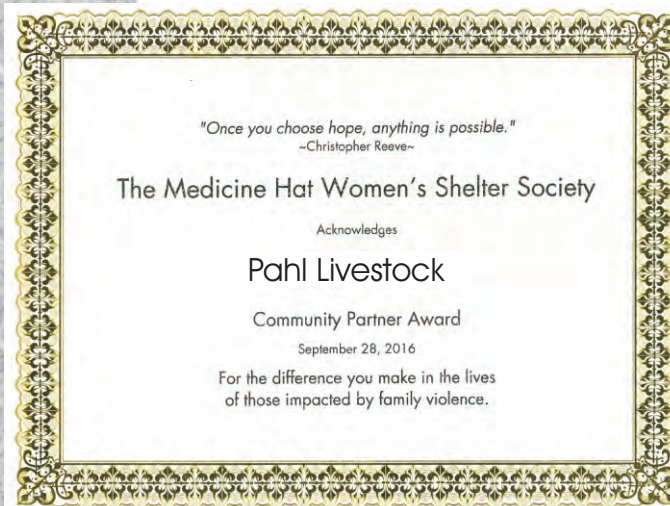 "Once you choose hope, anything is possible."
~Christopher Reeve~
The Medicine Hat Women's Shelter Society
Acknowledges
Pahl Livestock
Community Partner Award
September 28, 2016
For the difference you make in the lives
of those impacted by family violence.